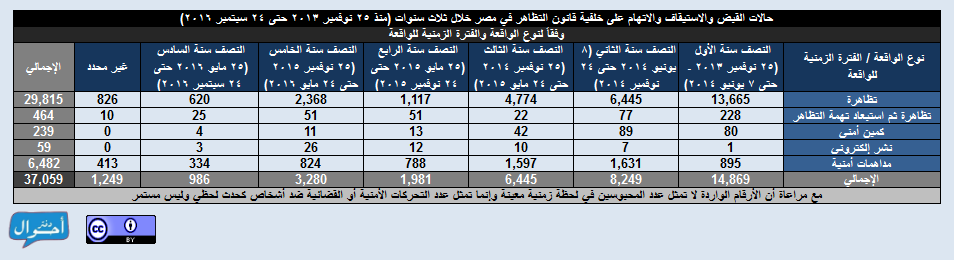 حالات القبض والاستيقاف والاتهام على خلفية قانون التظاهر في مصر خلال ثلاث سنوات (منذ ٢٥ نوفمبر ٢٠١٣ حتى ٢٤ سبتمبر ٢٠١٦)
وفقاً لنوع الواقعة والفترة الزمنية للواقعة
نوع الواقعة / الفترة الزمنية للواقعة | النصف سنة الأول (٢٥ نوفمبر ٢٠١٣ - حتى ٧ يونيو ٢٠١٤) | النصف سنة الثاني (٨ يونيو ٢٠١٤ حتى ٢٤ نوفمبر ٢٠١٤) | النصف سنة الثالث (٢٥ نوفمبر ٢٠١٤ حتى ٢٤ مايو ٢٠١٥) | النصف سنة الرابع (٢٥ مايو ٢٠١٥ حتى ٢٤ نوفمبر ٢٠١٥) | النصف سنة الخامس (٢٥ نوفمبر ٢٠١٥ حتى ٢٤ مايو ٢٠١٦) | النصف سنة السادس (٢٥ مايو ٢٠١٦ حتى ٢٤ سبتمبر ٢٠١٦) | غير محدد | الإجمالي
تظاهرة | 13,665 | 6,445 | 4,774 | 1,117 | 2,368 | 620 | 826 | 29,815
تظاهرة تم استبعاد تهمة التظاهر | 228 | 77 | 22 | 51 | 51 | 25 | 10 | 464
كمين أمني | 80 | 89 | 42 | 13 | 11 | 4 | 0 | 239
نشر إلكتروني | 1 | 7 | 10 | 12 | 26 | 3 | 0 | 59
مداهمات أمنية | 895 | 1,631 | 1,597 | 788 | 824 | 334 | 413 | 6,482
الإجمالي | 14,869 | 8,249 | 6,445 | 1,981 | 3,280 | 986 | 1,249 | 37,059
مع مراعاة أن الأرقام الواردة لا تمثل عدد المحبوسين في لحظة زمنية معينة وإنما تمثل عدد التحركات الأمنية أو القضائية ضد أشخاص كحدث لحظي وليس مستمر
دفتر أحوال
cc
BY